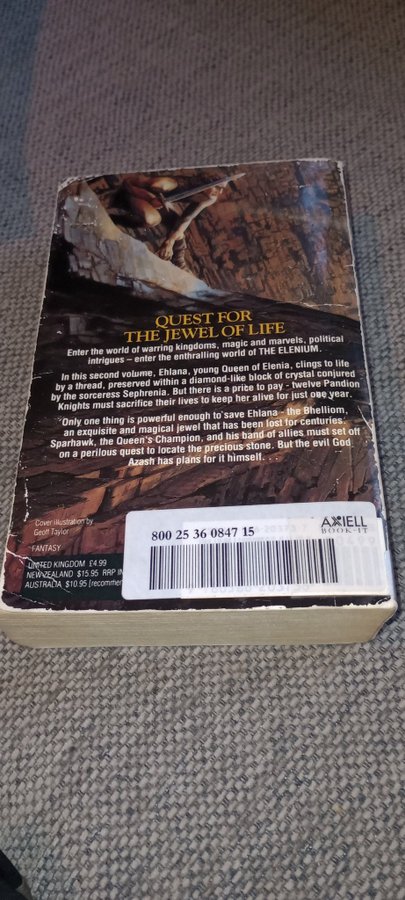 QUEST FOR
THE JEWEL OF LIFE
Enter the world of warring kingdoms, magic and marvels, political
intrigues – enter the enthralling world of THE ELENIUM.
In this second volume, Ehlana, young Queen of Elenia, clings to life
by a thread, preserved within a diamond-like block of crystal conjured
by the sorceress Sephrenia. But there is a price to pay - twelve Pandion
Knights must sacrifice their lives to keep her alive for just one year.
Only one thing is powerful enough to save Ehlana - the Bhelliom,
an exquisite and magical jewel that has been lost for centuries.
Sparhawk, the Queen's Champion, and his band of allies must set off
on a perilous quest to locate the precious stone. But the evil God
Azash has plans for it himself. . .
Cover illustration by
Geoff Taylor
FANTASY
UNITED KINGDOM £4.99
NEW ZEALAND $15.95 RRP IN
AUSTRALIA $10.95 (recomme
800 25 36 0847 15
AXIELL
BOOK-IT